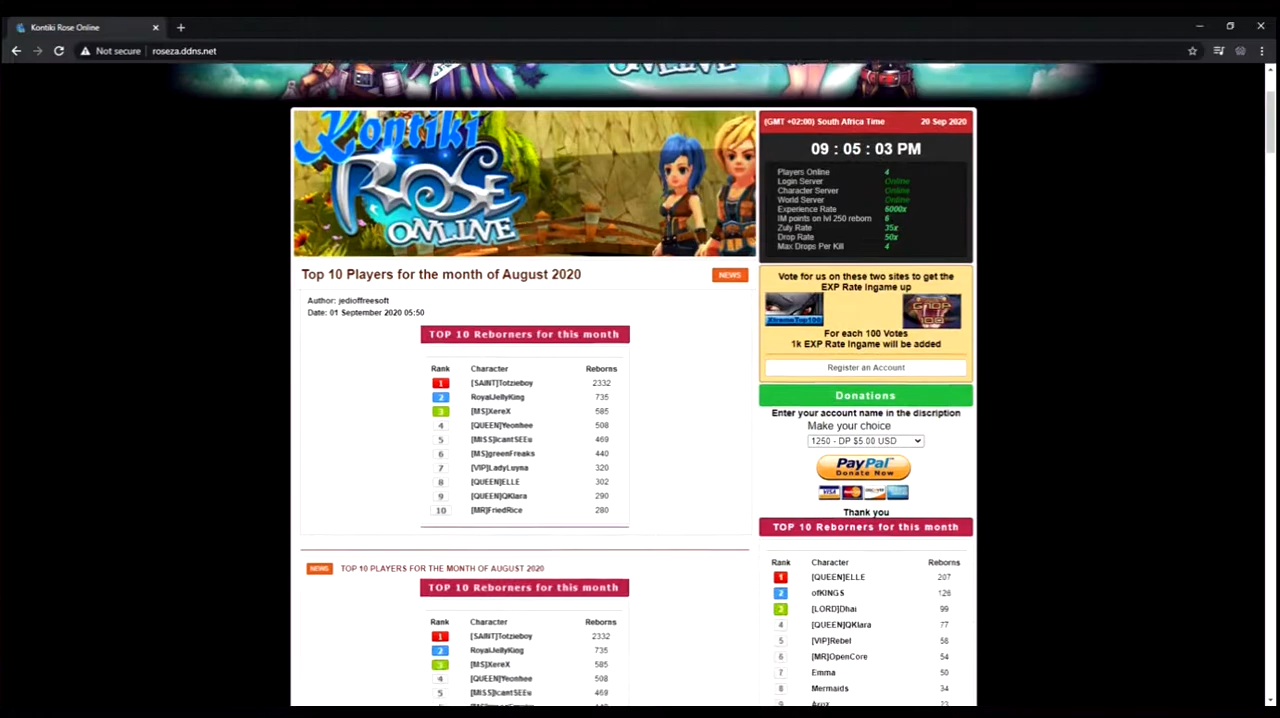 Kontiki Rose Online
Not secure
roseza.ddns.net
ONLINE
Kontiki
ROSE
ONLINE
Top 10 Players for the month of August 2020
NEWS
Author: jedioffreesoft
Date: 01 September 2020 05:50
TOP 10 Reborners for this month
Rank Character Reborns
1 [SAINT]Totzieboy 2332
2 RoyalJellyKing 735
3 [MS]XereX 585
4 [QUEEN]Yeonhee 508
5 [MISS]IcantSEEu 469
6 [MS]greenFreaks 440
7 [VIP]LadyLuyna 320
8 [QUEEN]ELLE 302
9 [QUEEN]QKlara 290
10 [MR]FriedRice 280
NEWS TOP 10 PLAYERS FOR THE MONTH OF AUGUST 2020
TOP 10 Reborners for this month
Rank Character Reborns
1 [SAINT]Totzieboy 2332
2 RoyalJellyKing 735
3 [MS]XereX 585
4 [QUEEN]Yeonhee 508
5 [MISS]IcantSEEu 469
(GMT +02:00) South Africa Time 20 Sep 2020
09 : 05 : 03 PM
Players Online 4
Login Server Online
Character Server Online
World Server Online
Experience Rate 6000x
IM points on lvl 250 reborn 6
Zuly Rate 35x
Drop Rate 50x
Max Drops Per Kill 4
Vote for us on these two sites to get the
EXP Rate Ingame up
XtremeTop100
For each 100 Votes
1k EXP Rate Ingame will be added
Register an Account
Donations
Enter your account name in the discription
Make your choice
1250 - DP $5.00 USD
PayPal
Donate Now
VISA
Thank you
TOP 10 Reborners for this month
Rank Character Reborns
1 [QUEEN]ELLE 207
2 ofKINGS 126
3 [LORD]Dhai 99
4 [QUEEN]QKlara 77
5 [VIP]Rebel 56
6 [MR]OpenCore 54
7 Emma 50
8 Mermaids 34